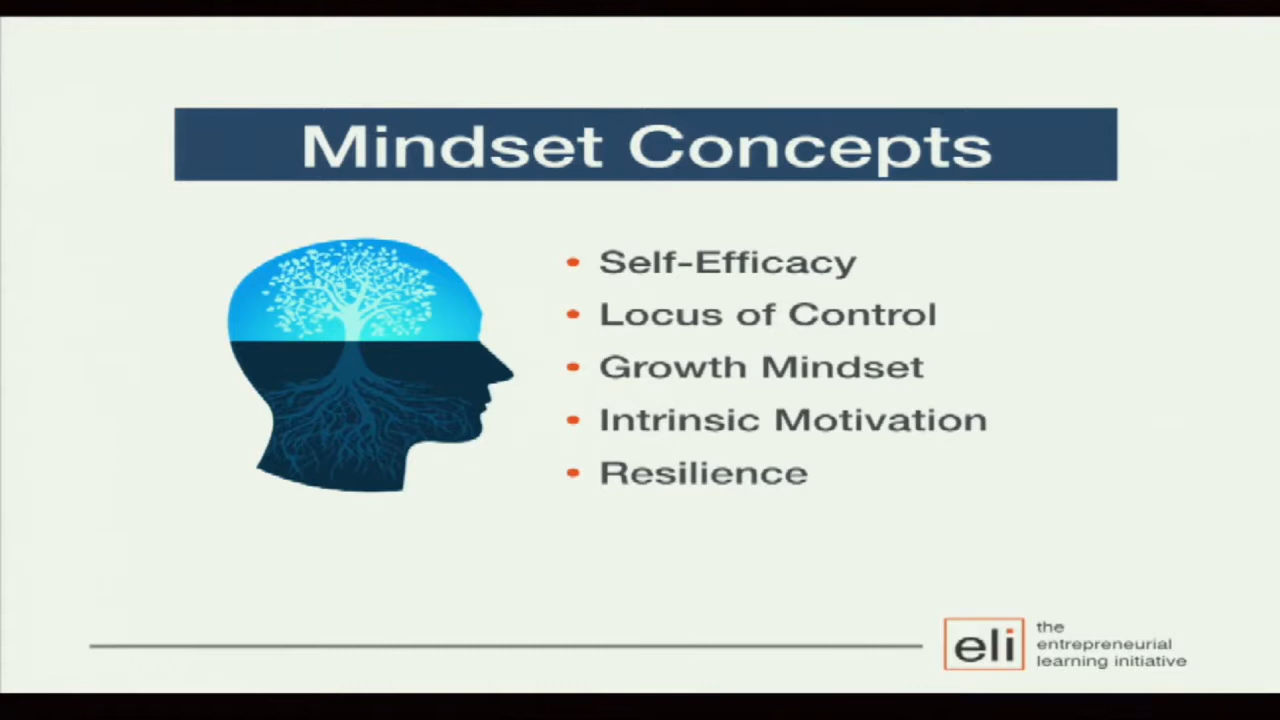 Mindset Concepts
• Self-Efficacy
• Locus of Control
• Growth Mindset
• Intrinsic Motivation
• Resilience
eli
the
entrepreneurial
learning initiative